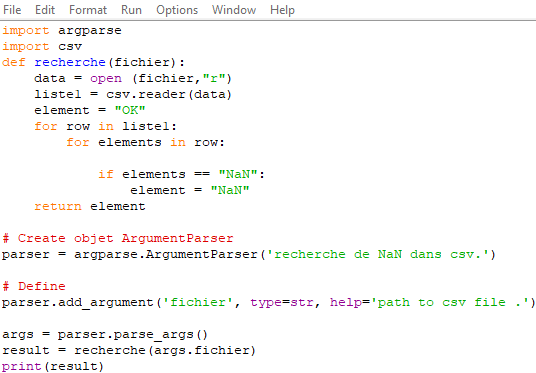 File Edit Format Run Options Window Help
import argparse
import csv
def recherche(fichier):
    data = open (fichier,"r")
    liste1 = csv.reader(data)
    element = "OK"
    for row in liste1:
        for elements in row:
            if elements == "NaN":
                element = "NaN"
    return element
# Create objet ArgumentParser
parser = argparse.ArgumentParser('recherche de NaN dans csv.')
# Define
parser.add_argument('fichier', type=str, help='path to csv file .')
args = parser.parse_args()
result = recherche(args.fichier)
print(result)